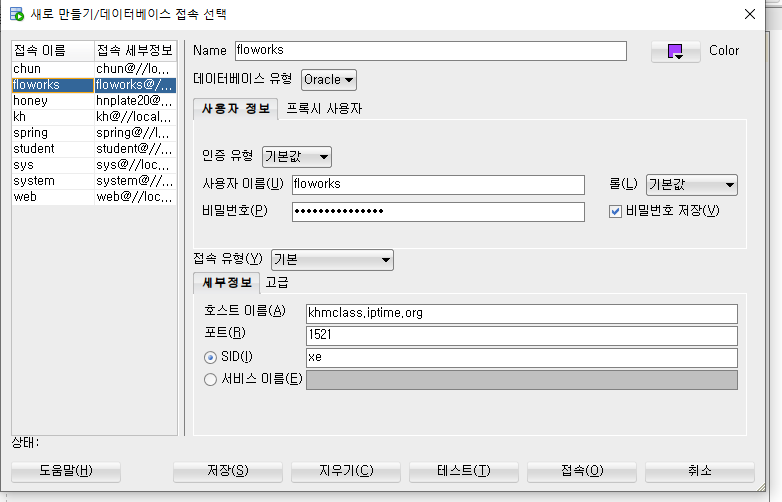 새로 만들기/데이터베이스 접속 선택
접속 이름 접속 세부정보
chun chun@//lo...
floworks floworks@/...
honey hnplate20@...
kh kh@//local...
spring spring@//l...
student student@//...
sys sys@//loc...
system system@//...
web web@//loc...
Name floworks Color
데이터베이스 유형 Oracle
사용자 정보 프록시 사용자
인증 유형 기본값
사용자 이름(U) floworks 롤(L) 기본값
비밀번호(P) ••••••••••••••• 비밀번호 저장(V)
접속 유형(Y) 기본
세부정보 고급
호스트 이름(A) khmclass.iptime.org
포트(R) 1521
SID(I) xe
서비스 이름(E)
상태:
도움말(H) 저장(S) 지우기(C) 테스트(T) 접속(O) 취소